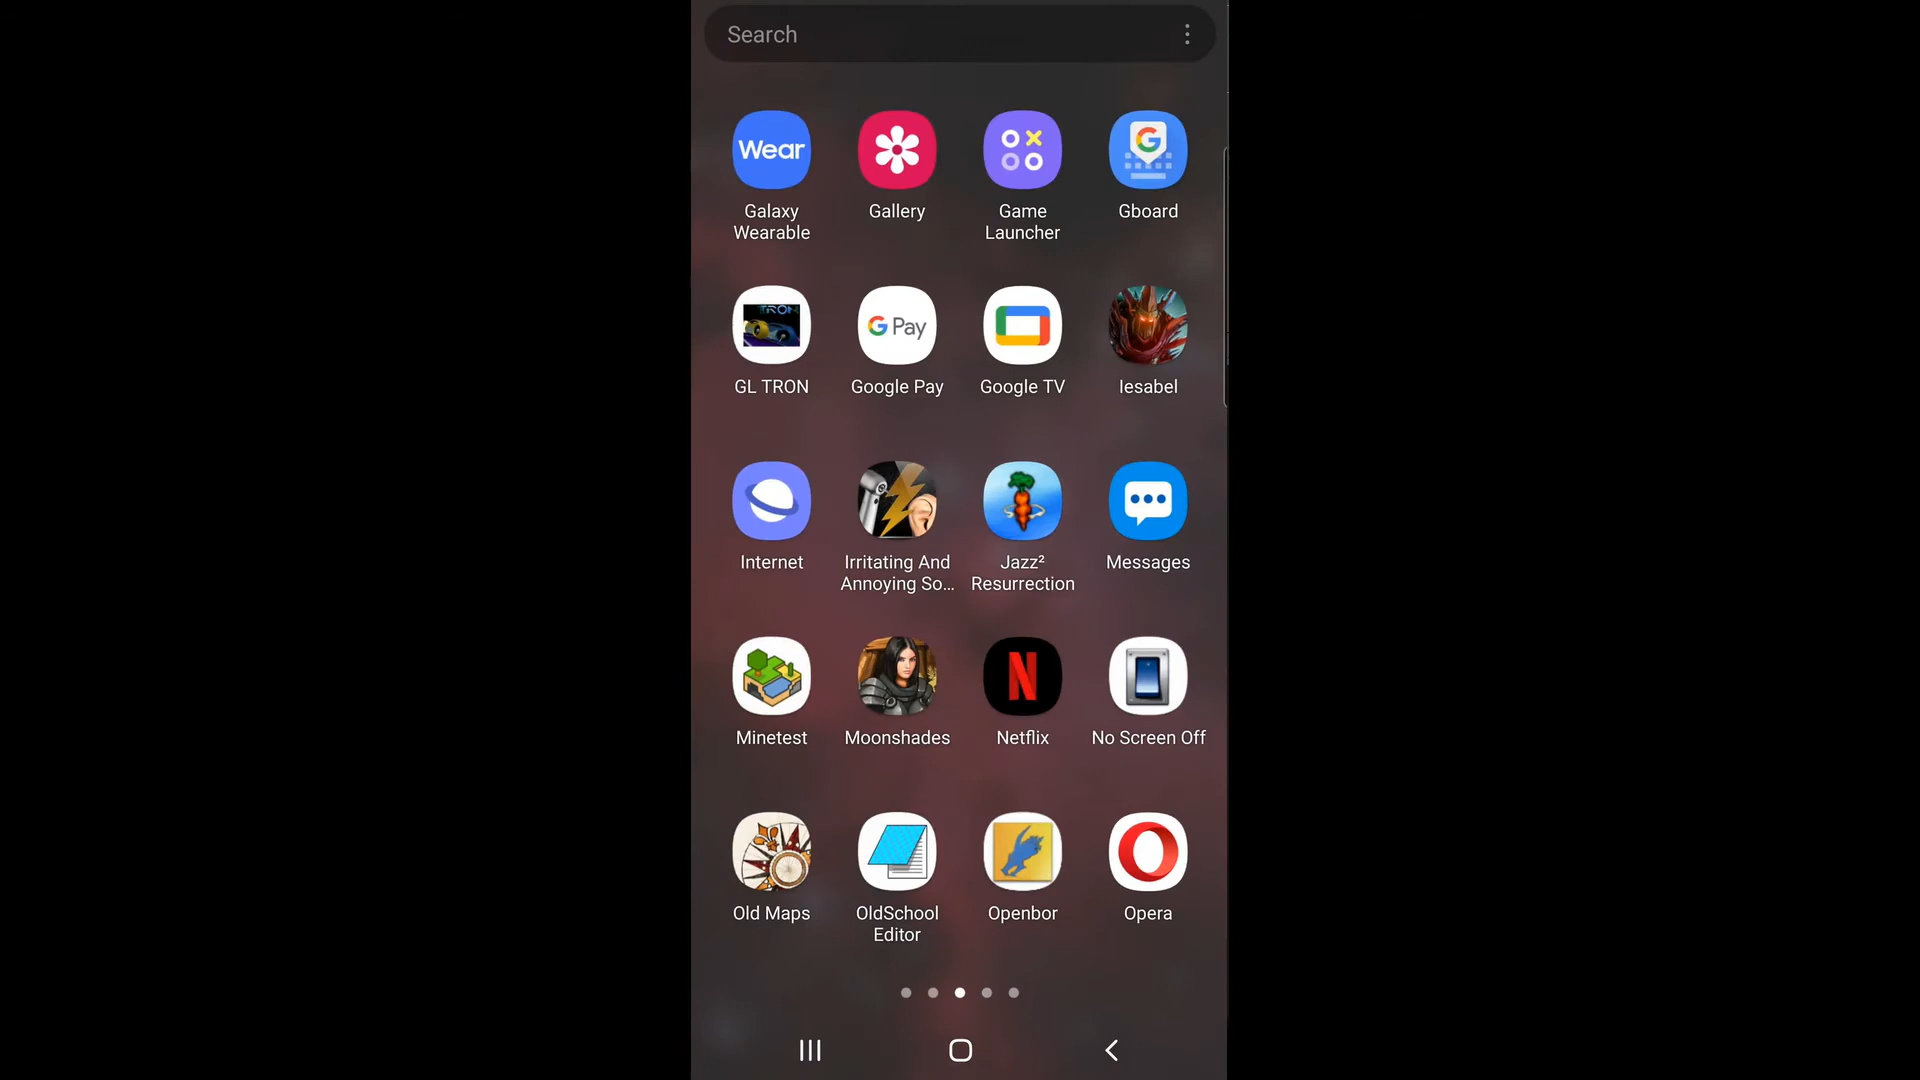 Search
Wear
Galaxy
Wearable
Gallery
Game
Launcher
Gboard
TRON
GL TRON
G Pay
Google Pay
Google TV
Iesabel
Internet
Irritating And
Annoying So...
Jazz²
Resurrection
Messages
Minetest
Moonshades
Netflix
No Screen Off
Old Maps
OldSchool
Editor
Openbor
Opera